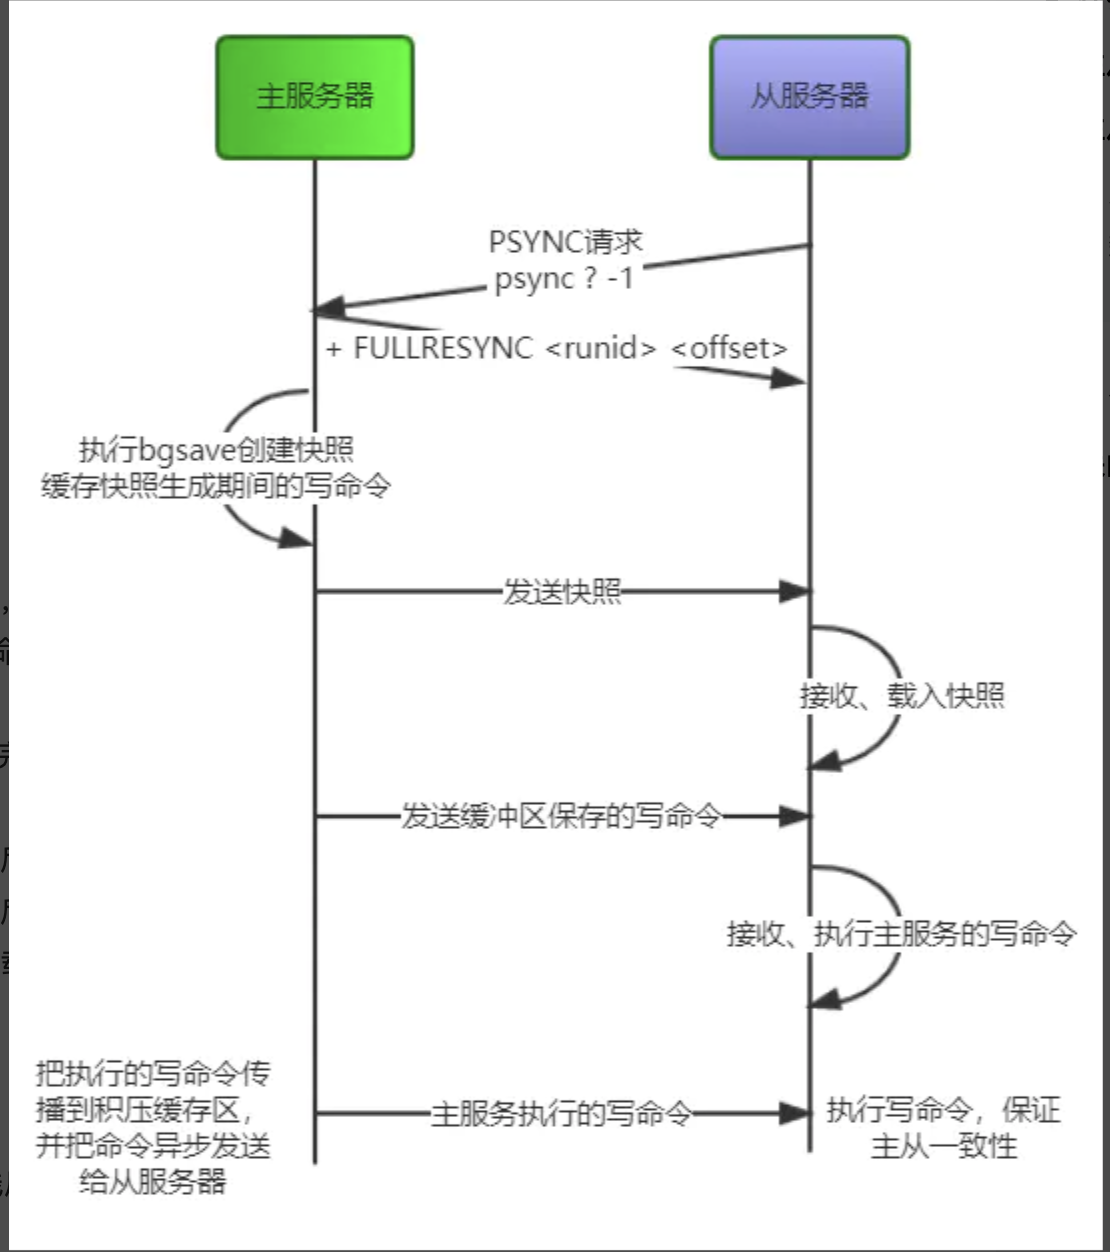 主服务器
从服务器
PSYNC请求
psync ? -1
+ FULLRESYNC <runid> <offset>
执行bgsave创建快照
缓存快照生成期间的写命令
发送快照
接收、载入快照
发送缓冲区保存的写命令
接收、执行主服务的写命令
把执行的写命令传
播到积压缓存区，
并把命令异步发送
给从服务器
主服务执行的写命令
执行写命令，保证
主从一致性